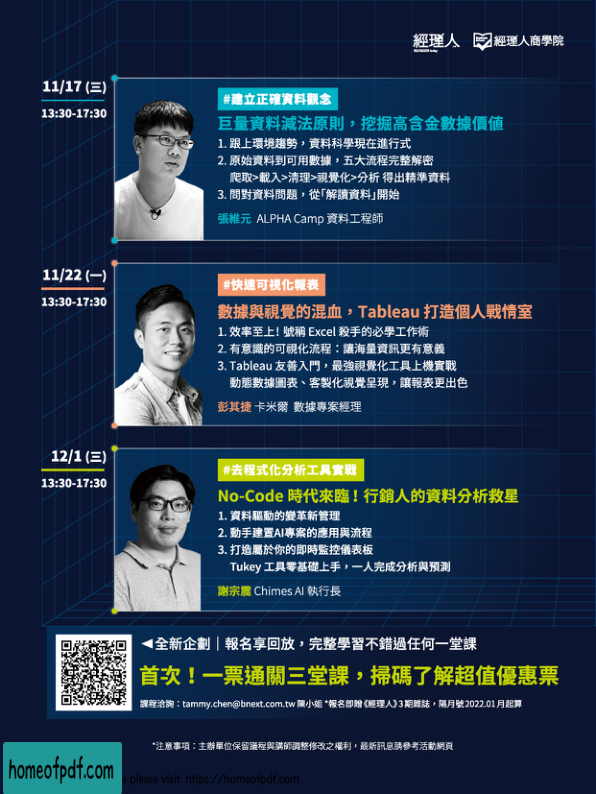 經理人
MANAGER today
經理人商學院
11/17 (三)
13:30-17:30
#建立正確資料觀念
巨量資料減法原則，挖掘高含金數據價值
1. 跟上環境趨勢，資料科學現在進行式
2. 原始資料到可用數據，五大流程完整解密
爬取>載入>清理>視覺化>分析 得出精準資料
3. 問對資料問題，從「解讀資料」開始
張維元 ALPHA Camp 資料工程師
11/22 (一)
13:30-17:30
#快速可視化報表
數據與視覺的混血，Tableau 打造個人戰情室
1. 效率至上！號稱 Excel 殺手的必學工作術
2. 有意識的可視化流程：讓海量資訊更有意義
3. Tableau 友善入門，最強視覺化工具上機實戰
動態數據圖表、客製化視覺呈現，讓報表更出色
彭其捷 卡米爾 數據專案經理
12/1 (三)
13:30-17:30
#去程式化分析工具實戰
No-Code 時代來臨！行銷人的資料分析救星
1. 資料驅動的變革新管理
2. 動手建置AI專案的應用與流程
3. 打造屬於你的即時監控儀表板
Tukey 工具零基礎上手，一人完成分析與預測
謝宗震 Chimes AI 執行長
◀全新企劃｜報名享回放，完整學習不錯過任何一堂課
首次！一票通關三堂課，掃碼了解超值優惠票
課程洽詢：tammy.chen@bnext.com.tw 陳小姐 *報名即贈《經理人》3期雜誌，隔月號2022.01月起算
*注意事項：主辦單位保留議程與講師調整修改之權利，最新訊息請參考活動網頁
homeofpdf.com
please visit: https://homeofpdf.com